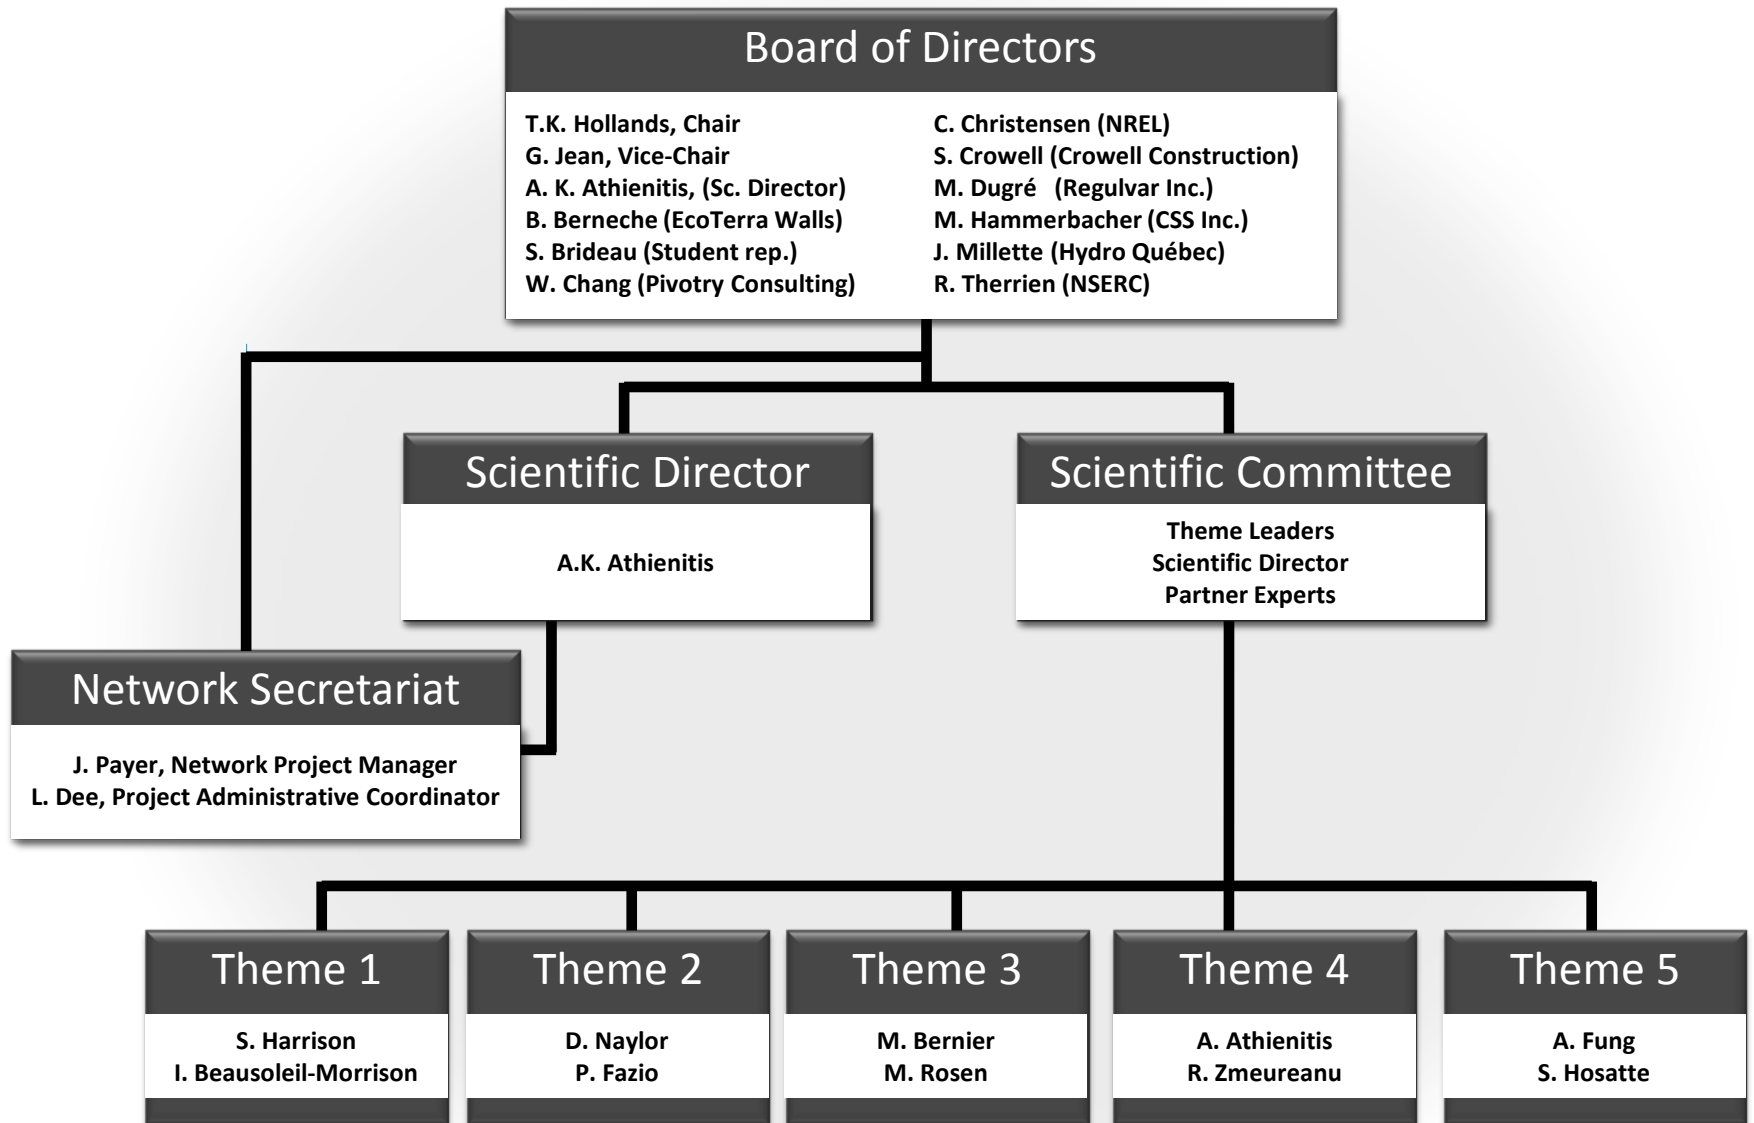 Board of Directors
T.K. Hollands, Chair
G. Jean, Vice-Chair
A. K. Athienitis, (Sc. Director)
B. Berneche (EcoTerra Walls)
S. Brideau (Student rep.)
W. Chang (Pivotry Consulting)
C. Christensen (NREL)
S. Crowell (Crowell Construction)
M. Dugré (Regulvar Inc.)
M. Hammerbacher (CSS Inc.)
J. Millette (Hydro Québec)
R. Therrien (NSERC)
Scientific Director
A.K. Athienitis
Scientific Committee
Theme Leaders
Scientific Director
Partner Experts
Network Secretariat
J. Payer, Network Project Manager
L. Dee, Project Administrative Coordinator
Theme 1
S. Harrison
I. Beausoleil-Morrison
Theme 2
D. Naylor
P. Fazio
Theme 3
M. Bernier
M. Rosen
Theme 4
A. Athienitis
R. Zmeureanu
Theme 5
A. Fung
S. Hosatte